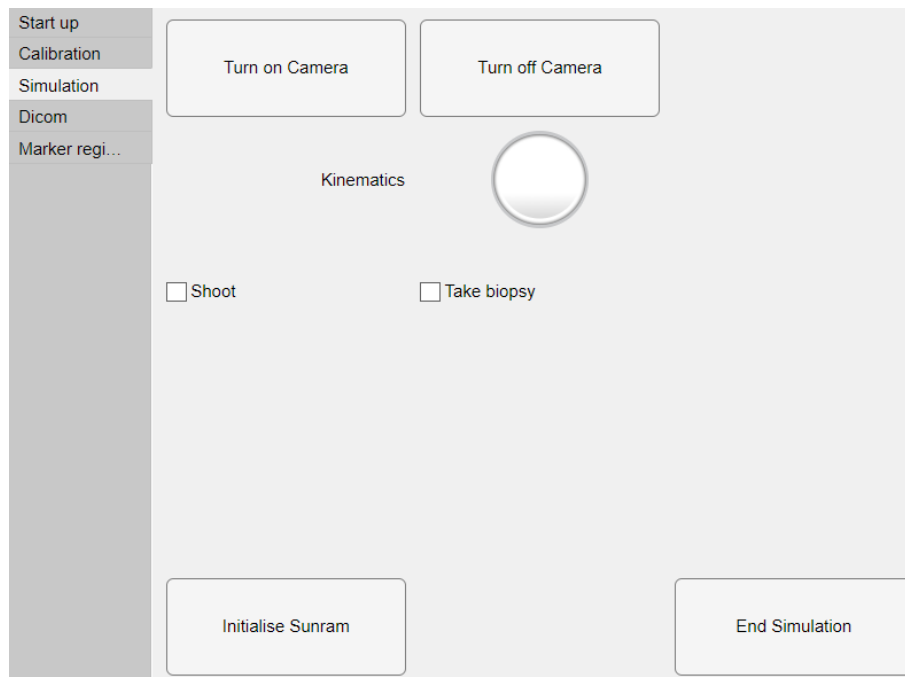 Start up
Calibration
Simulation
Dicom
Marker regi...
Turn on Camera
Turn off Camera
Kinematics
Shoot
Take biopsy
Initialise Sunram
End Simulation